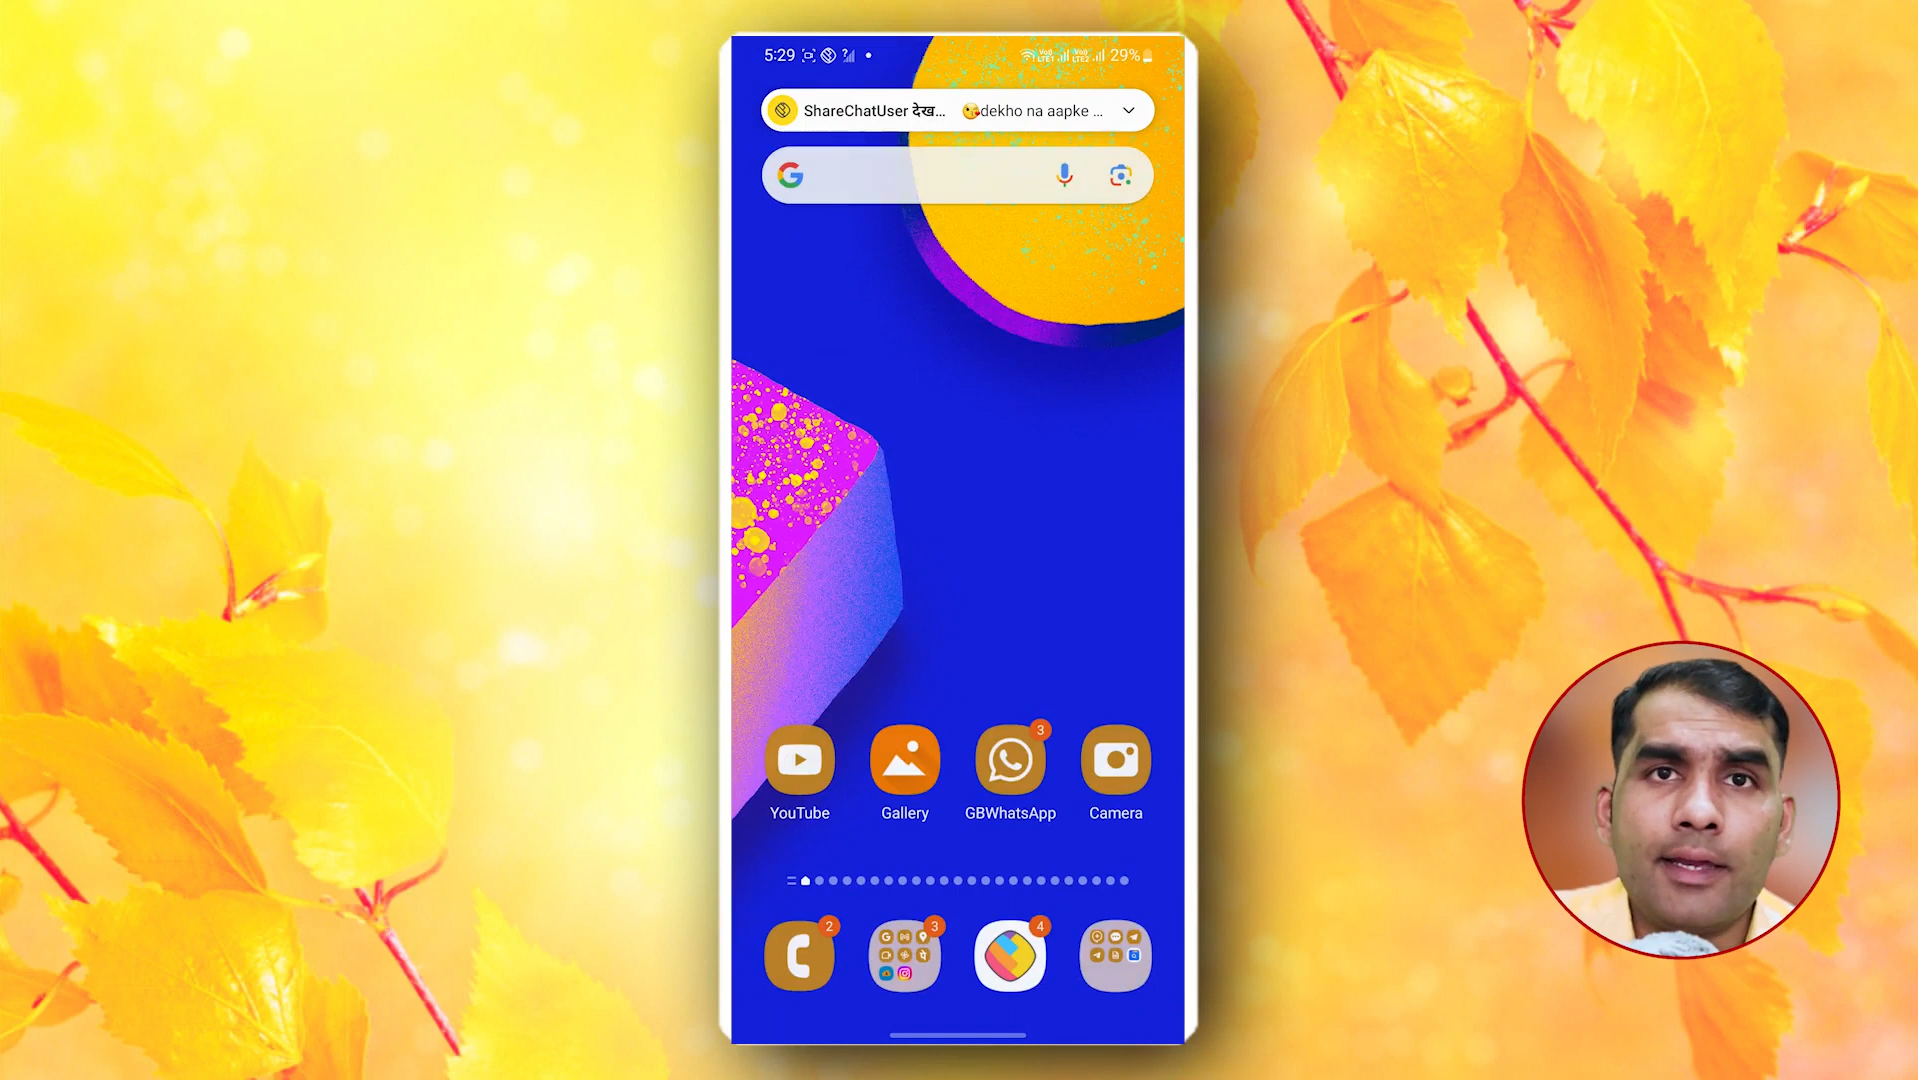 5:29
29%
ShareChatUser देख... 😘dekho na aapke ...
3
YouTube
Gallery
GBWhatsApp
Camera
2
3
4